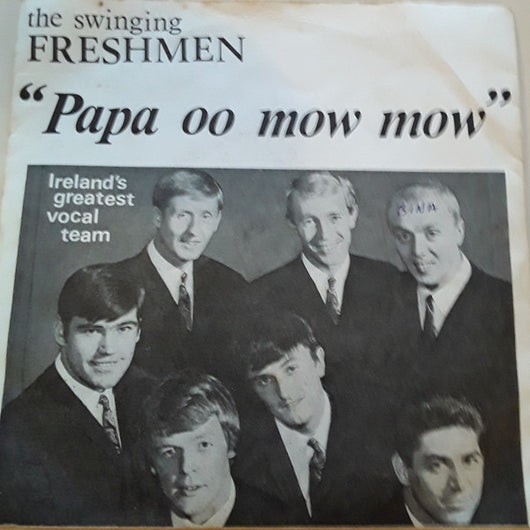 the swinging
FRESHMEN
"Papa oo mow mow"
Ireland's
greatest
vocal
team